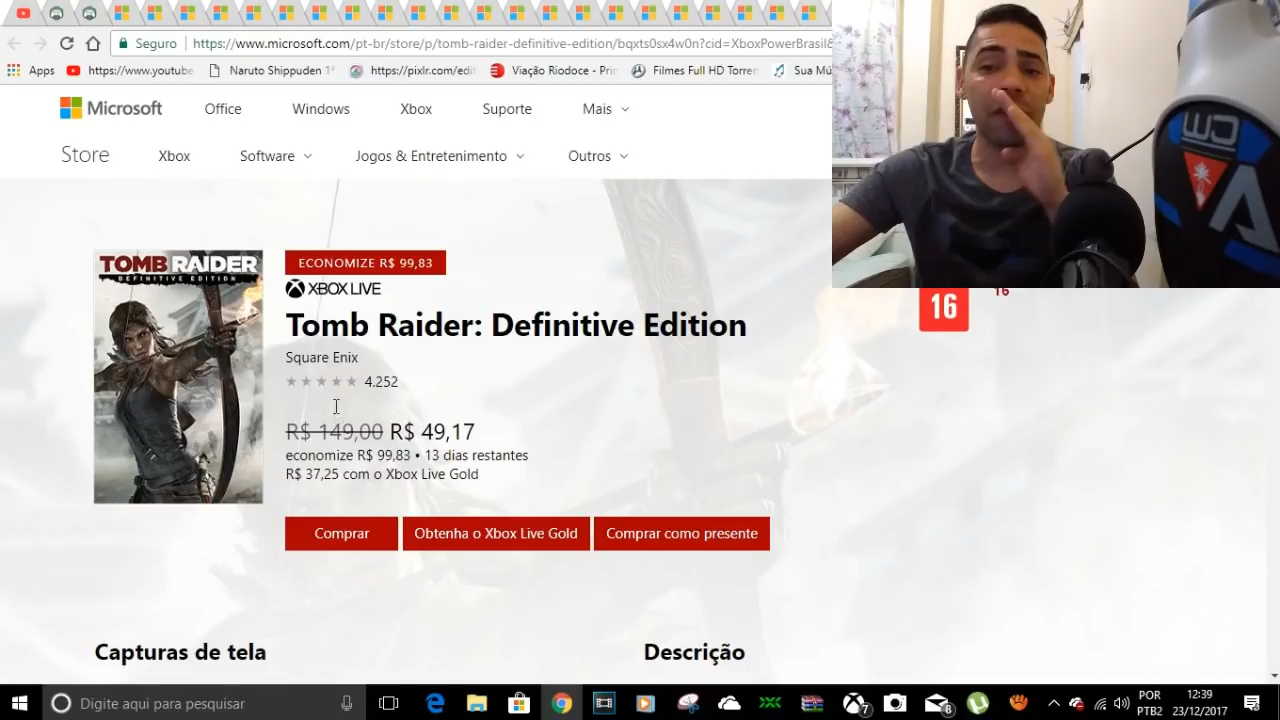 Seguro
https://www.microsoft.com/pt-br/store/p/tomb-raider-definitive-edition/bqxts0sx4w0n?cid=XboxPowerBrasil&
Apps
https://www.youtube
Naruto Shippuden 1ª
https://pixlr.com/edit
Viação Riodoce - Prin
Filmes Full HD Torren
Sua Mú
Microsoft
Office
Windows
Xbox
Suporte
Mais
Store
Xbox
Software
Jogos & Entretenimento
Outros
TOMB RAIDER
DEFINITIVE EDITION
ECONOMIZE R$ 99,83
XBOX LIVE
16
16
Tomb Raider: Definitive Edition
Square Enix
4.252
R$ 149,00 R$ 49,17
economize R$ 99,83 • 13 dias restantes
R$ 37,25 com o Xbox Live Gold
Comprar
Obtenha o Xbox Live Gold
Comprar como presente
Capturas de tela
Descrição
Digite aqui para pesquisar
7
8
POR
PTB2
12:39
23/12/2017